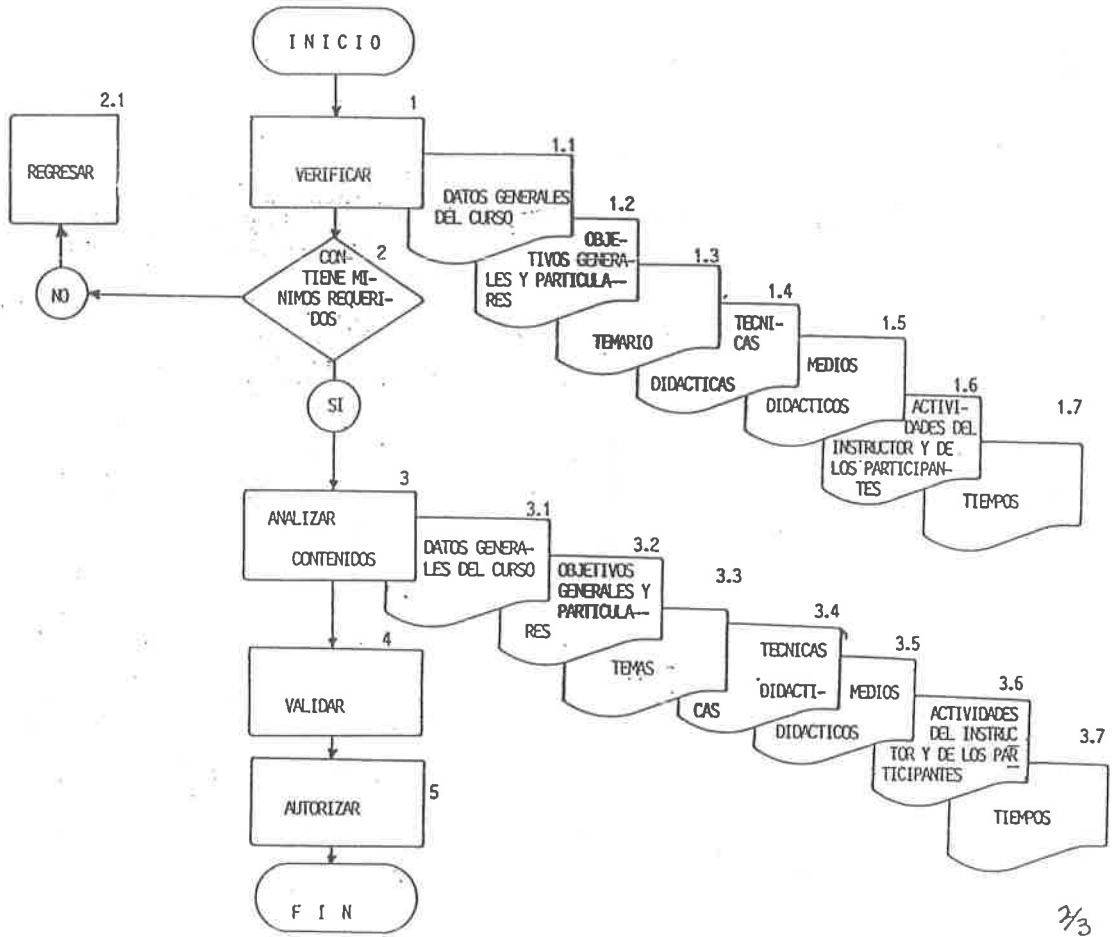 INICIO
1
VERIFICAR
2.1
REGRESAR
NO
2
CON-
TIENE MI-
NIMOS REQUERI-
DOS
SI
1.1
DATOS GENERALES
DEL CURSO
1.2
OBJE-
TIVOS GENERA-
LES Y PARTICULA-
RES
1.3
TEMARIO
1.4
TECNI-
CAS
DIDACTICAS
1.5
MEDIOS
DIDACTICOS
1.6
ACTIVI-
DADES DEL
INSTRUCTOR Y DE
LOS PARTICIPAN-
TES
1.7
TIEMPOS
3
ANALIZAR
CONTENIDOS
3.1
DATOS GENERA-
LES DEL CURSO
3.2
OBJETIVOS
GENERALES Y
PARTICULA-
RES
3.3
TEMAS
3.4
TECNICAS
DIDACTI-
CAS
3.5
MEDIOS
DIDACTICOS
3.6
ACTIVIDADES
DEL INSTRUC
TOR Y DE LOS PAR
TICIPANTES
3.7
TIEMPOS
4
VALIDAR
5
AUTORIZAR
FIN
2/3